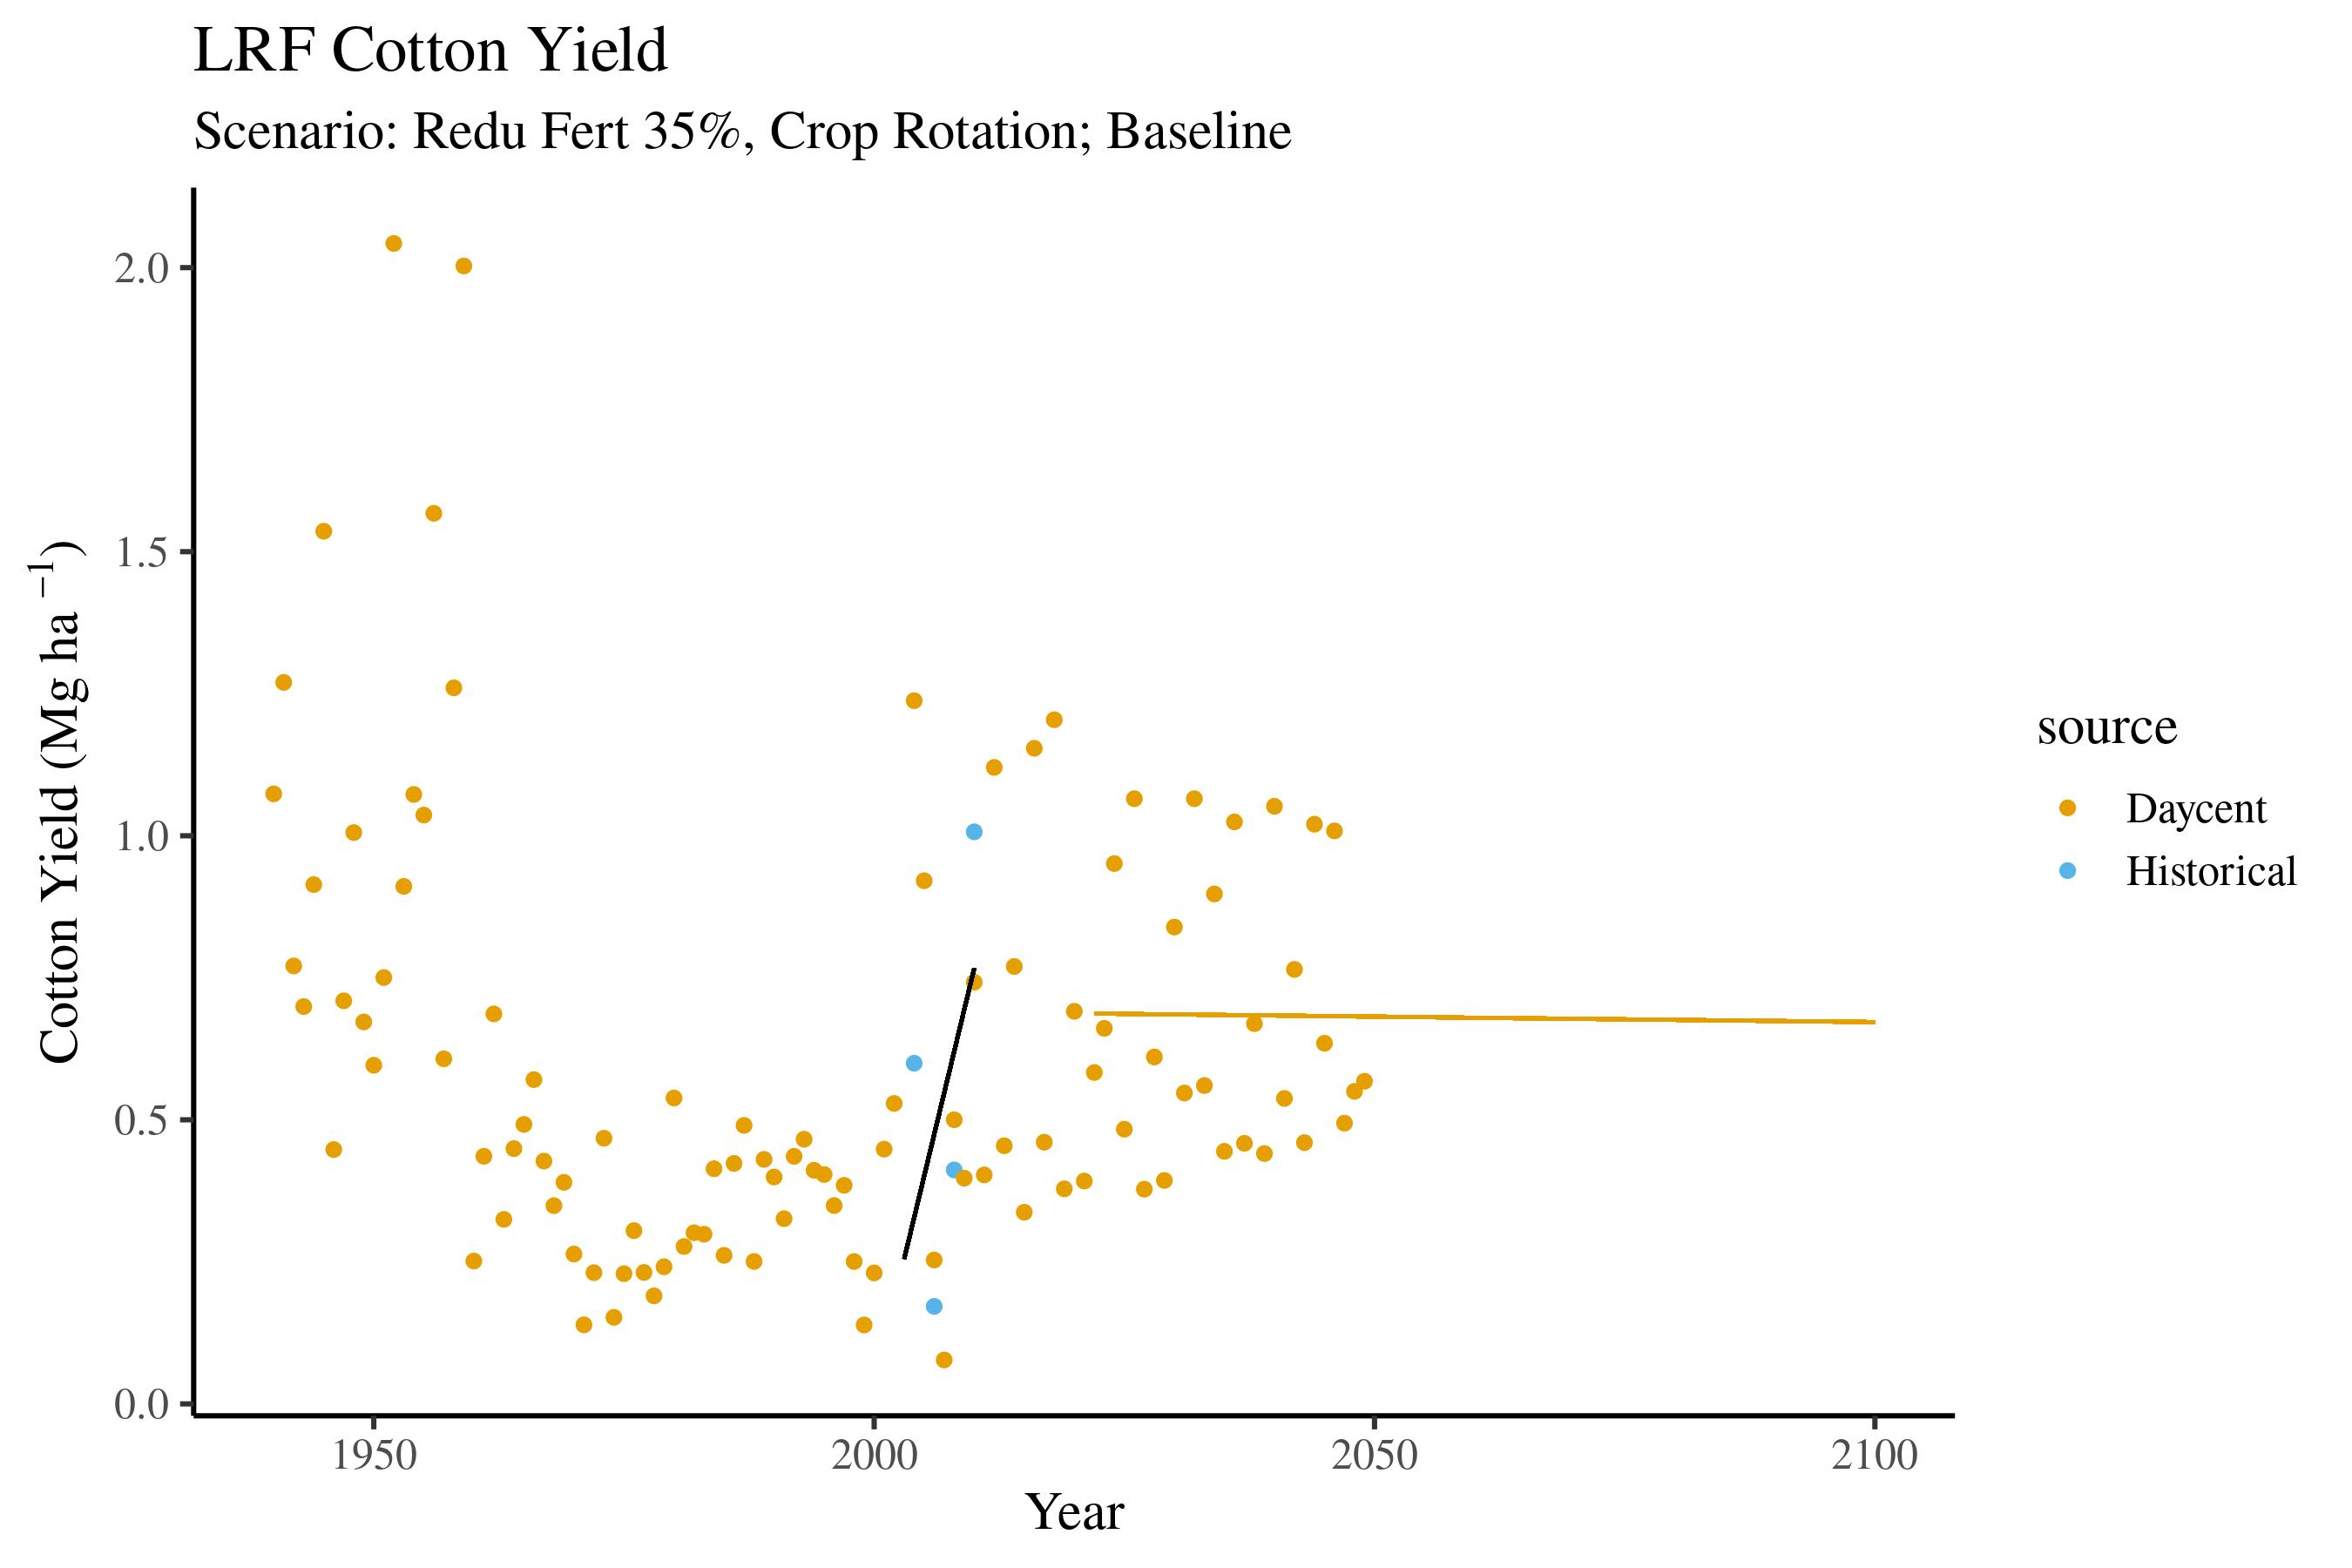 LRF Cotton Yield
Scenario: Redu Fert 35%, Crop Rotation; Baseline
Cotton Yield (Mg ha⁻¹)
2.0
1.5
1.0
0.5
0.0
1950 2000 2050 2100
Year
source
Daycent
Historical